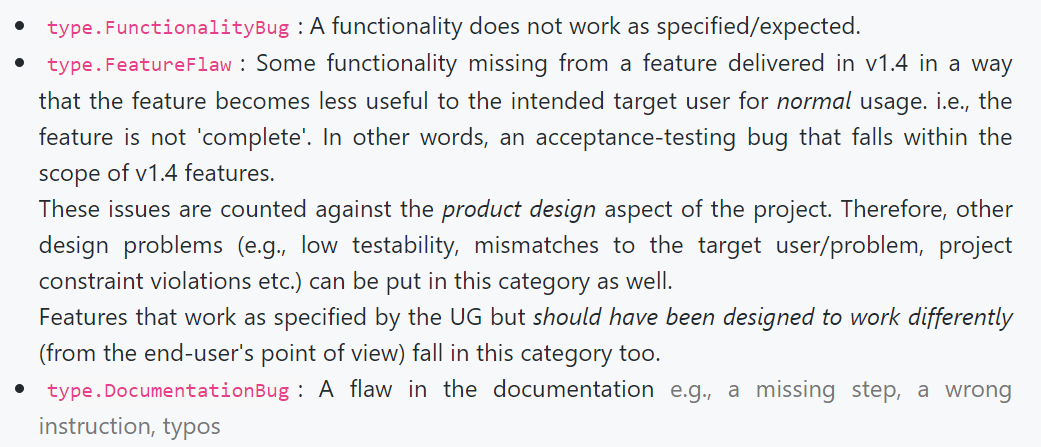 • type.FunctionalityBug : A functionality does not work as specified/expected.
• type.FeatureFlaw : Some functionality missing from a feature delivered in v1.4 in a way
that the feature becomes less useful to the intended target user for normal usage. i.e., the
feature is not 'complete'. In other words, an acceptance-testing bug that falls within the
scope of v1.4 features.
These issues are counted against the product design aspect of the project. Therefore, other
design problems (e.g., low testability, mismatches to the target user/problem, project
constraint violations etc.) can be put in this category as well.
Features that work as specified by the UG but should have been designed to work differently
(from the end-user's point of view) fall in this category too.
• type.DocumentationBug : A flaw in the documentation e.g., a missing step, a wrong
instruction, typos